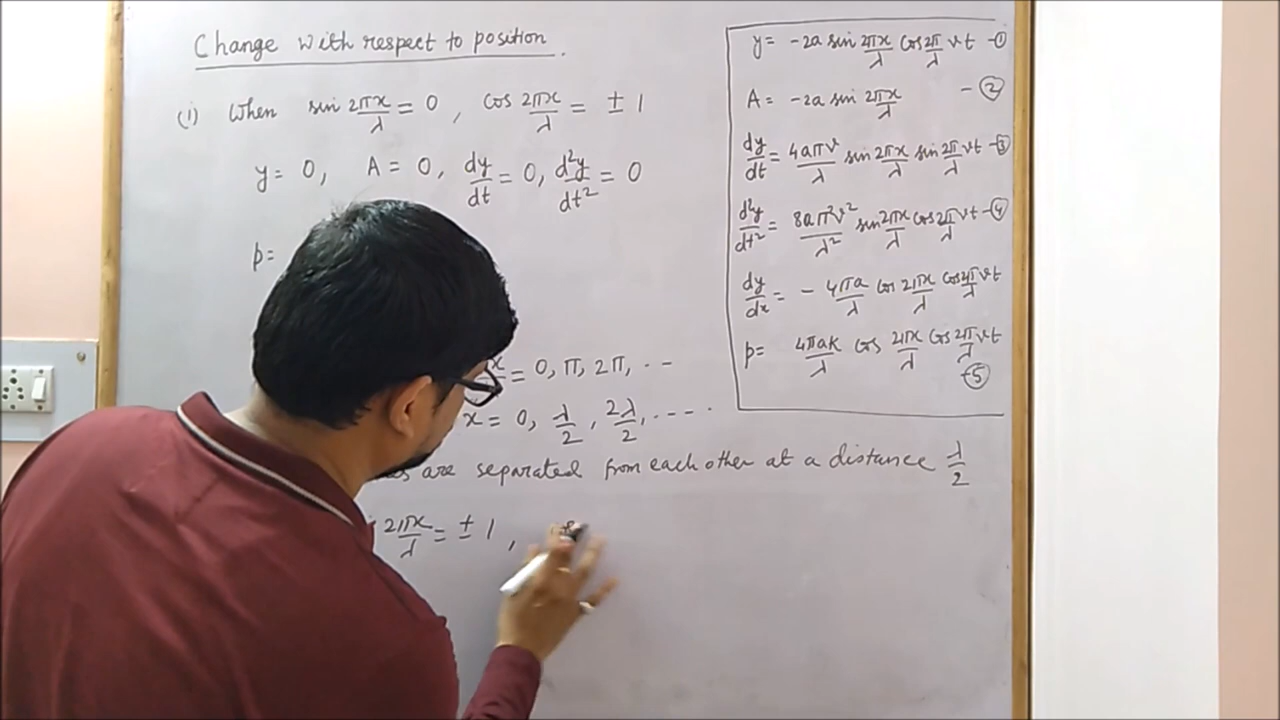 Change with respect to position.
(i) When sin 2πx/λ = 0, cos 2πx/λ = ± 1
y = 0, A = 0, dy/dt = 0, d²y/dt² = 0
p =
= 0, π, 2π, . --
x = 0, λ/2, 2λ/2, . --- .
are separated from each other at a distance λ/2
2πx/λ = ± 1,
y = -2a sin 2πx/λ cos 2π/λ vt -①
A = -2a sin 2πx/λ - ②
dy/dt = 4aπv/λ sin 2πx/λ sin 2π/λ vt -③
d²y/dt² = 8aπ²v²/λ² sin 2πx/λ cos 2π/λ vt -④
dy/dx = - 4πa/λ cos 2πx/λ cos 2π/λ vt
p = 4πak/λ cos 2πx/λ cos 2π/λ vt
-⑤